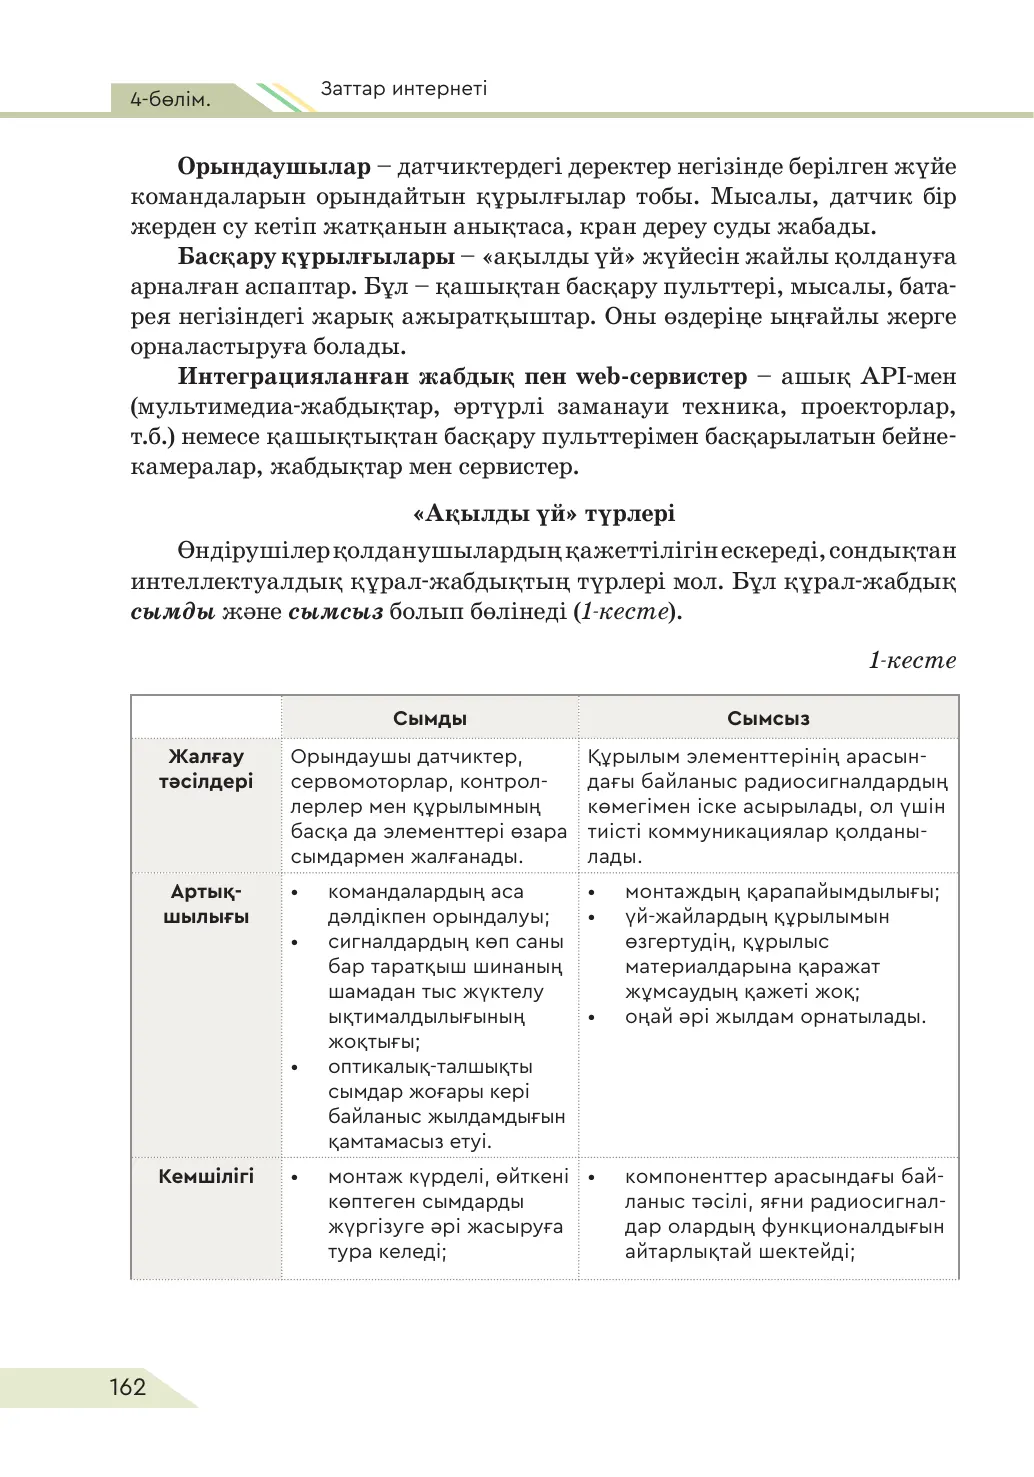 4-бөлім.
Заттар интернеті
Орындаушылар – датчиктердегі деректер негізінде берілген жүйе
командаларын орындайтын құрылғылар тобы. Мысалы, датчик бір
жерден су кетіп жатқанын анықтаса, кран дереу суды жабады.
Басқару құрылғылары – «ақылды үй» жүйесін жайлы қолдануға
арналған аспаптар. Бұл – қашықтан басқару пульттері, мысалы, бата-
рея негізіндегі жарық ажыратқыштар. Оны өздеріңе ыңғайлы жерге
орналастыруға болады.
Интеграцияланған жабдық пен web-сервистер – ашық API-мен
(мультимедиа-жабдықтар, әртүрлі заманауи техника, проекторлар,
т.б.) немесе қашықтықтан басқару пульттерімен басқарылатын бейне-
камералар, жабдықтар мен сервистер.
«Ақылды үй» түрлері
Өндірушілер қолданушылардың қажеттілігін ескереді, сондықтан
интеллектуалдық құрал-жабдықтың түрлері мол. Бұл құрал-жабдық
сымды және сымсыз болып бөлінеді (1-кесте).
1-кесте
Сымды
Сымсыз
Жалғау
тәсілдері
Орындаушы датчиктер,
сервомоторлар, контрол-
лерлер мен құрылымның
басқа да элементтері өзара
сымдармен жалғанады.
Құрылым элементтерінің арасын-
дағы байланыс радиосигналдардың
көмегімен іске асырылады, ол үшін
тиісті коммуникациялар қолданы-
лады.
Артық-
шылығы
• командалардың аса
дәлдікпен орындалуы;
• сигналдардың көп саны
бар таратқыш шинаның
шамадан тыс жүктелу
ықтималдылығының
жоқтығы;
• оптикалық-талшықты
сымдар жоғары кері
байланыс жылдамдығын
қамтамасыз етуі.
• монтаждың қарапайымдылығы;
• үй-жайлардың құрылымын
өзгертудің, құрылыс
материалдарына қаражат
жұмсаудың қажеті жоқ;
• оңай әрі жылдам орнатылады.
Кемшілігі
• монтаж күрделі, өйткені
көптеген сымдарды
жүргізуге әрі жасыруға
тура келеді;
• компоненттер арасындағы бай-
ланыс тәсілі, яғни радиосигнал-
дар олардың функционалдығын
айтарлықтай шектейді;
162